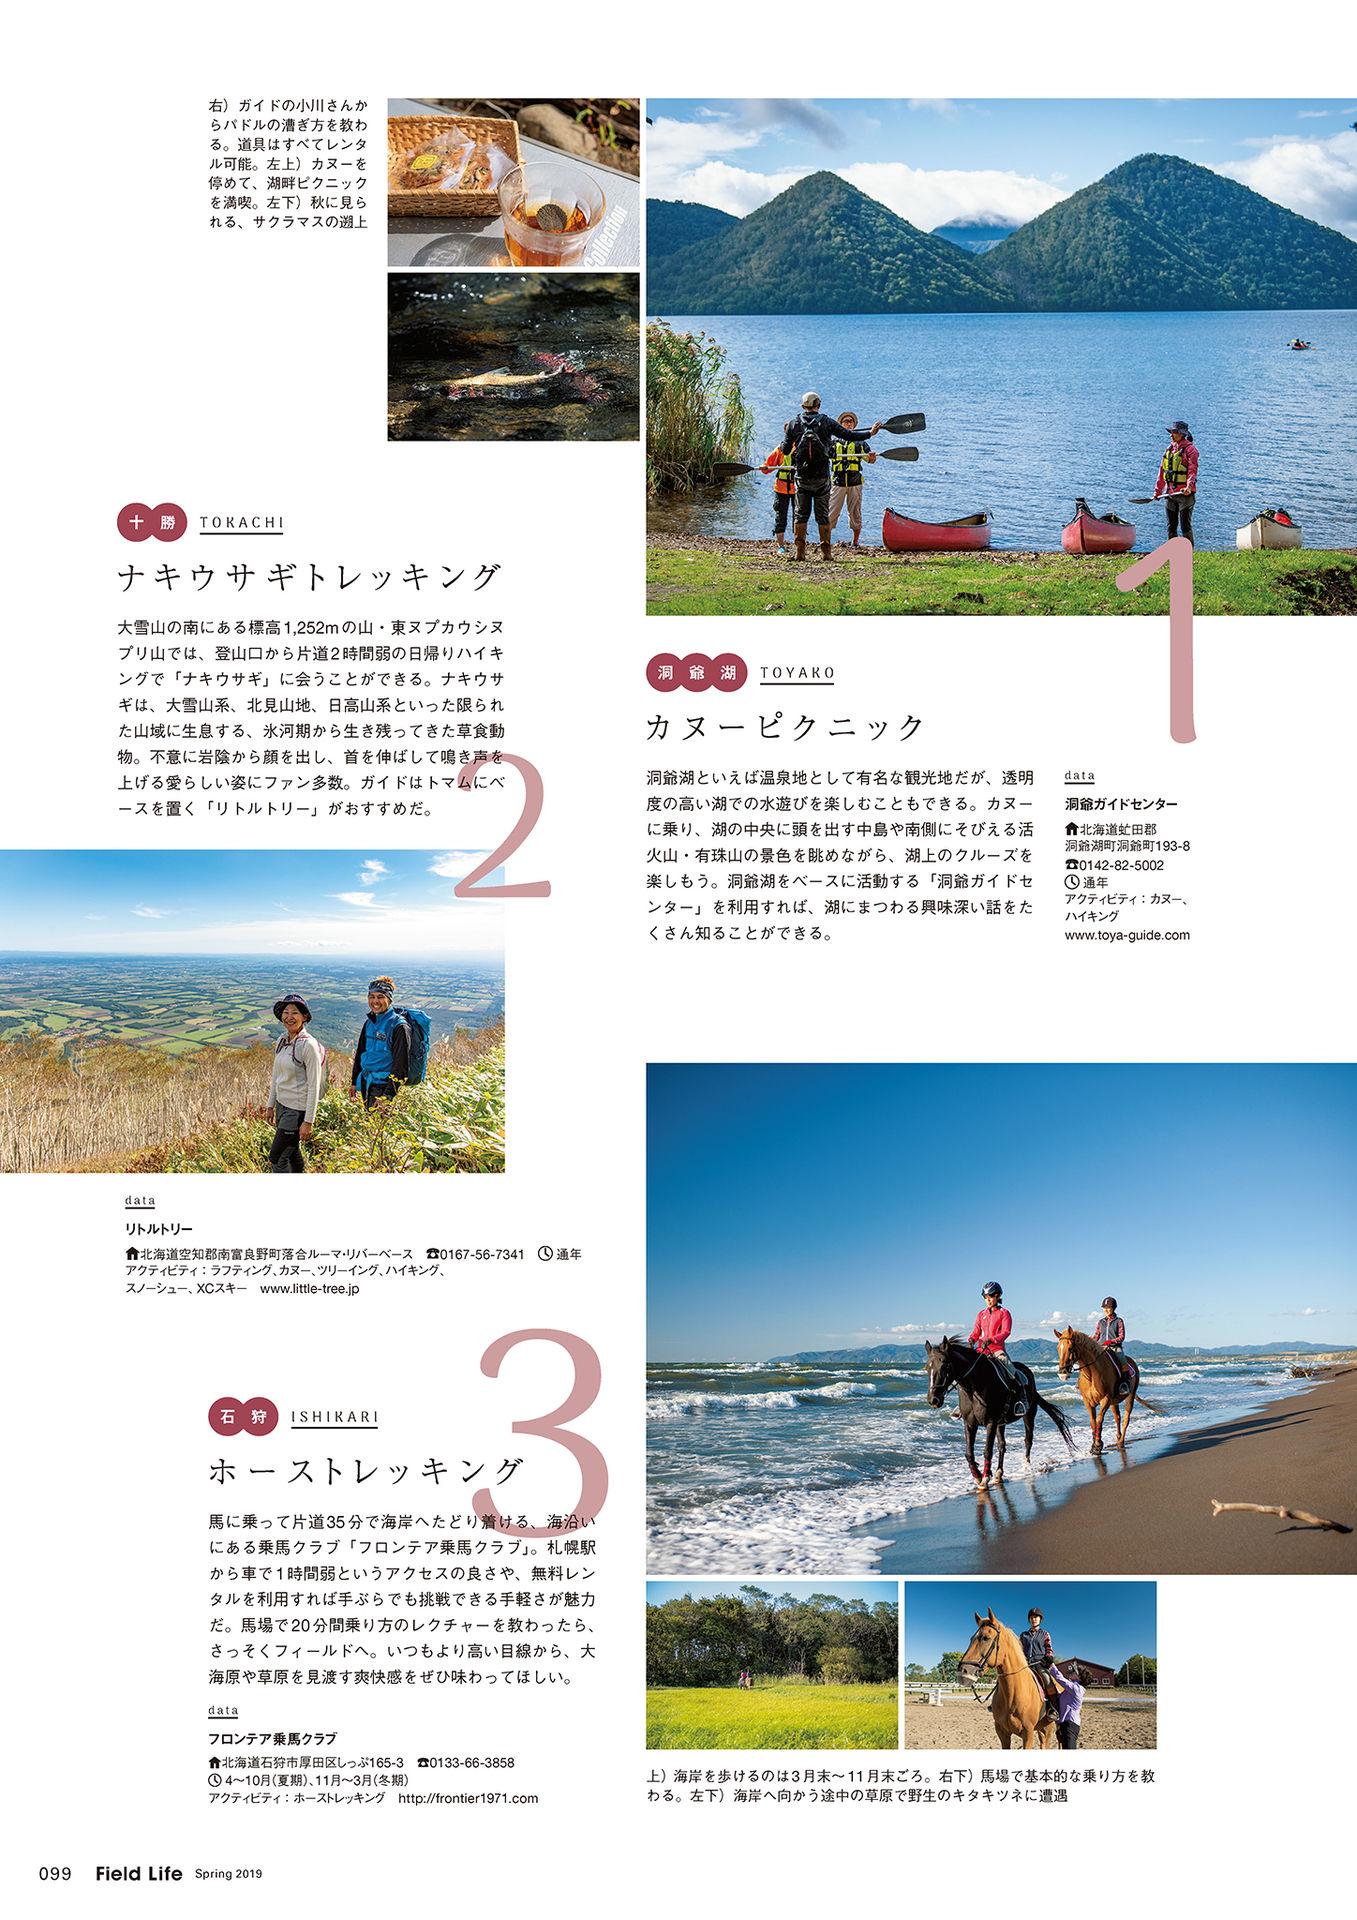 右）ガイドの小川さんか
らパドルの漕ぎ方を教わ
る。道具はすべてレンタ
ル可能。左上）カヌーを
停めて、湖畔ピクニック
を満喫。左下）秋に見ら
れる、サクラマスの遡上
Collection
1
洞爺湖 TOYAKO
カヌーピクニック
洞爺湖といえば温泉地として有名な観光地だが、透明
度の高い湖での水遊びを楽しむこともできる。カヌー
に乗り、湖の中央に頭を出す中島や南側にそびえる活
火山・有珠山の景色を眺めながら、湖上のクルーズを
楽しもう。洞爺湖をベースに活動する「洞爺ガイドセ
ンター」を利用すれば、湖にまつわる興味深い話をた
くさん知ることができる。
data
洞爺ガイドセンター
北海道虻田郡
洞爺湖町洞爺町193-8
☎0142-82-5002
通年
アクティビティ：カヌー、
ハイキング
www.toya-guide.com
十勝 TOKACHI
ナキウサギトレッキング
大雪山の南にある標高1,252mの山・東ヌプカウシヌ
プリ山では、登山口から片道2時間弱の日帰りハイキ
ングで「ナキウサギ」に会うことができる。ナキウサ
ギは、大雪山系、北見山地、日高山系といった限られ
た山域に生息する、氷河期から生き残ってきた草食動
物。不意に岩陰から顔を出し、首を伸ばして鳴き声を
上げる愛らしい姿にファン多数。ガイドはトマムにベ
ースを置く「リトルトリー」がおすすめだ。
2
data
リトルトリー
北海道空知郡南富良野町落合ルーマ・リバーベース ☎0167-56-7341 通年
アクティビティ：ラフティング、カヌー、ツリーイング、ハイキング、
スノーシュー、XCスキー www.little-tree.jp
3
石狩 ISHIKARI
ホーストレッキング
馬に乗って片道35分で海岸へたどり着ける、海沿い
にある乗馬クラブ「フロンテア乗馬クラブ」。札幌駅
から車で1時間弱というアクセスの良さや、無料レン
タルを利用すれば手ぶらでも挑戦できる手軽さが魅力
だ。馬場で20分間乗り方のレクチャーを教わったら、
さっそくフィールドへ。いつもより高い目線から、大
海原や草原を見渡す爽快感をぜひ味わってほしい。
data
フロンテア乗馬クラブ
北海道石狩市厚田区しっぷ165-3 ☎0133-66-3858
4〜10月（夏期）、11月〜3月（冬期）
アクティビティ：ホーストレッキング http://frontier1971.com
上）海岸を歩けるのは3月末〜11月末ごろ。右下）馬場で基本的な乗り方を教
わる。左下）海岸へ向かう途中の草原で野生のキタキツネに遭遇
099 Field Life Spring 2019